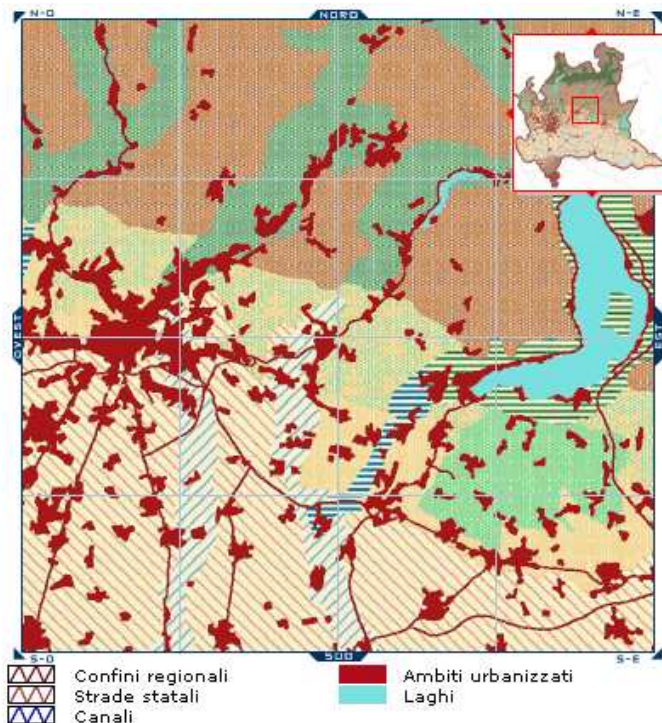 N-O NORD N-E
OVEST EST
S-O SUD S-E
Confini regionali Ambiti urbanizzati
Strade statali Laghi
Canali